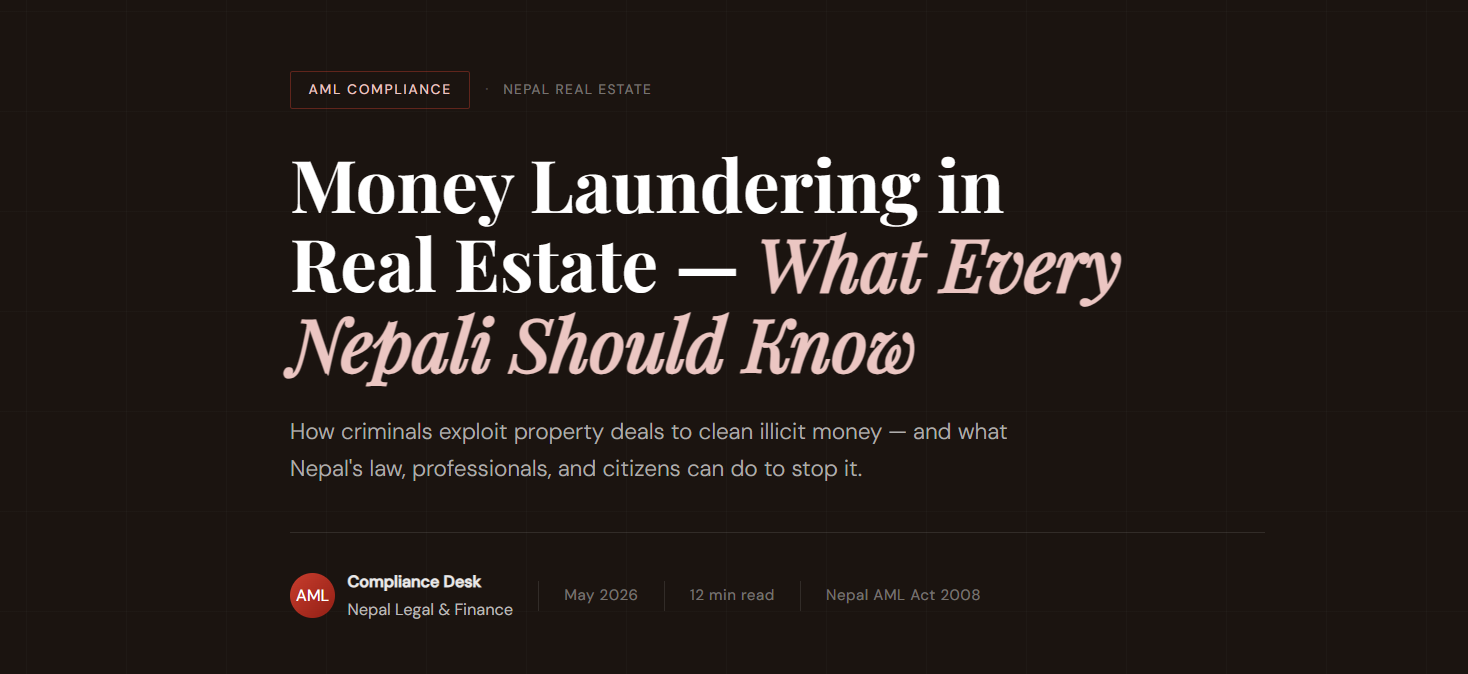 AML COMPLIANCE · NEPAL REAL ESTATE
Money Laundering in
Real Estate — What Every
Nepali Should Know
How criminals exploit property deals to clean illicit money — and what
Nepal's law, professionals, and citizens can do to stop it.
AML
Compliance Desk
Nepal Legal & Finance
May 2026
12 min read
Nepal AML Act 2008